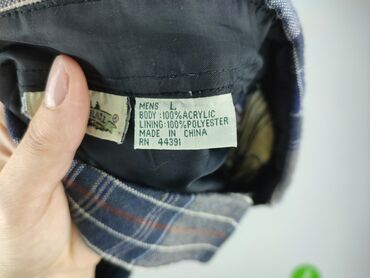 MENS L
BODY :100%ACRYLIC
LINING:100%POLYESTER
MADE IN CHINA
RN 44391